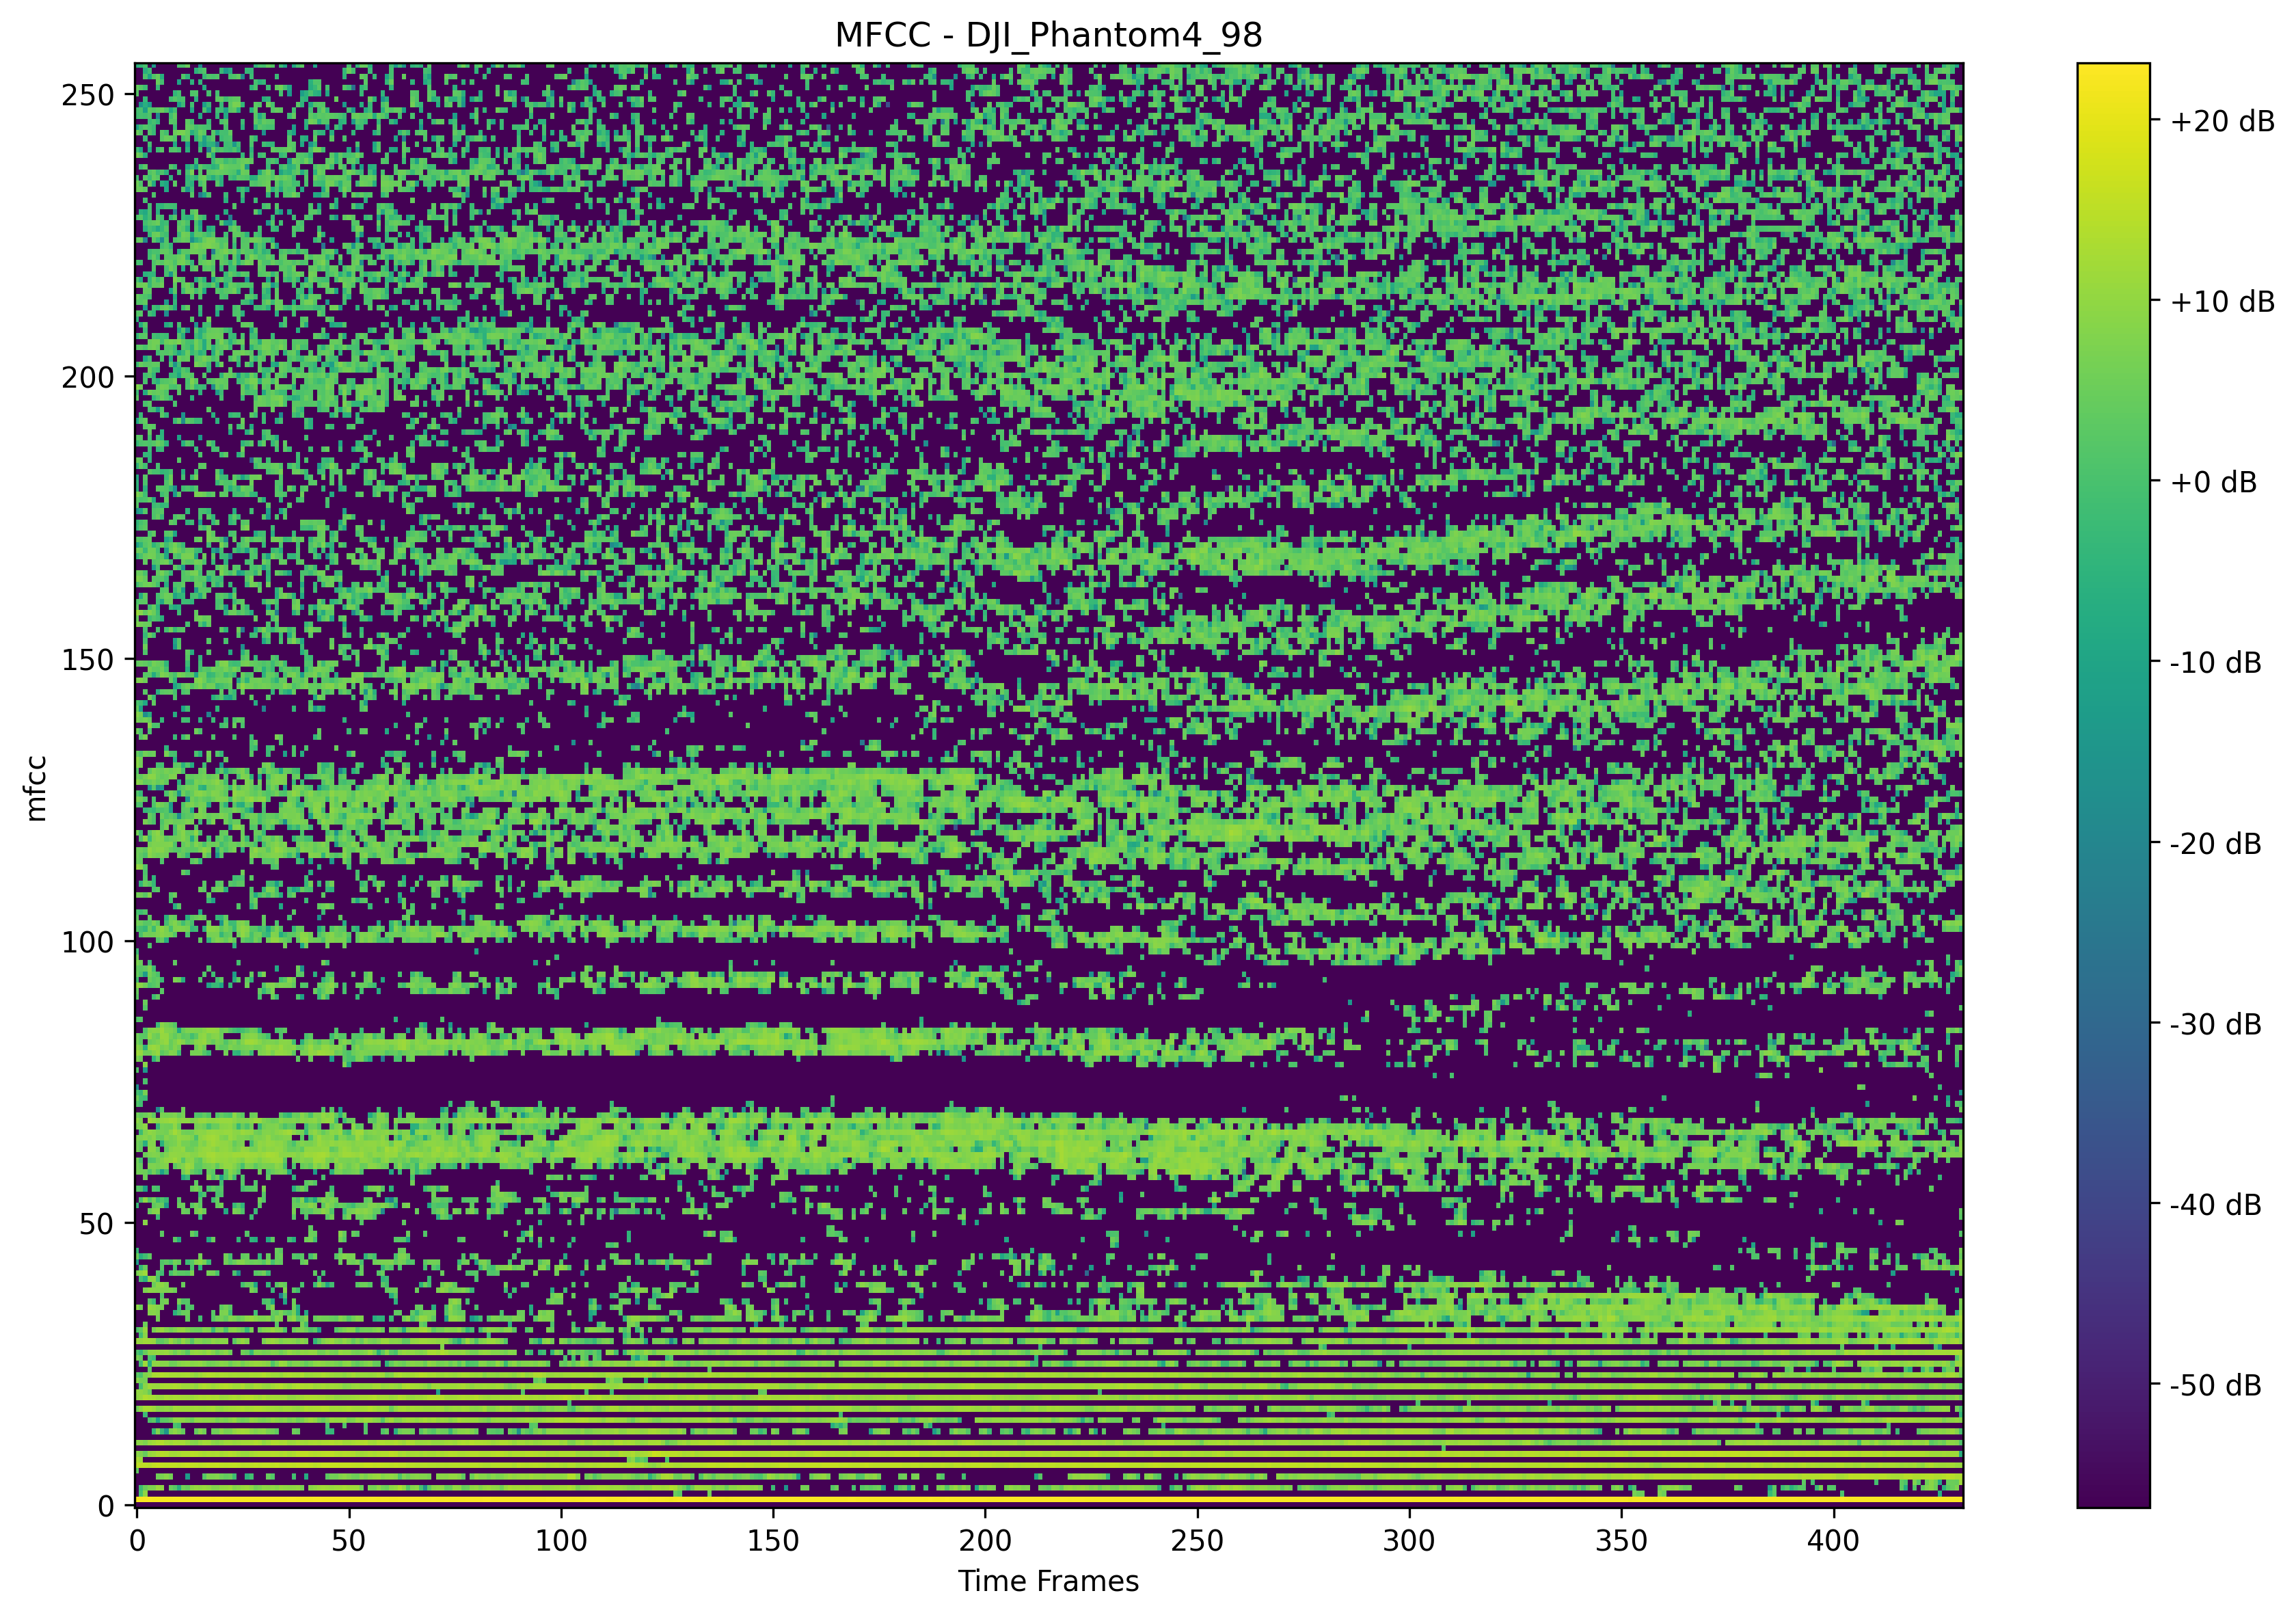 MFCC - DJI_Phantom4_98
250
200
150
100
50
0
mfcc
0 50 100 150 200 250 300 350 400
Time Frames
+20 dB
+10 dB
+0 dB
-10 dB
-20 dB
-30 dB
-40 dB
-50 dB